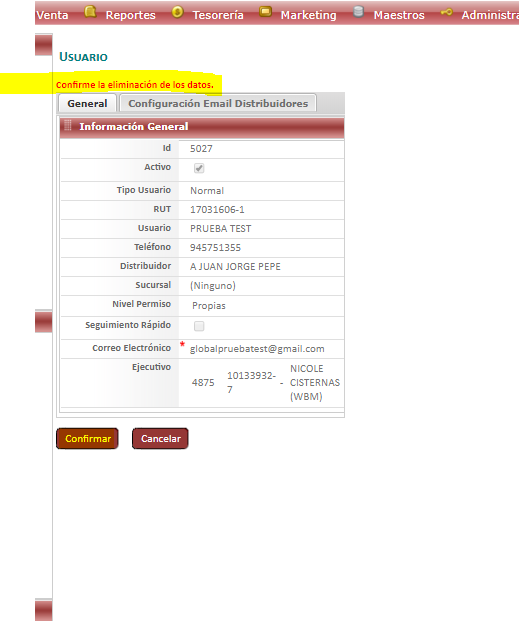 Venta Reportes Tesorería Marketing Maestros Administra
USUARIO
Confirme la eliminación de los datos.
General Configuración Email Distribuidores
Información General
Id 5027
Activo
Tipo Usuario Normal
RUT 17031606-1
Usuario PRUEBA TEST
Teléfono 945751355
Distribuidor A JUAN JORGE PEPE
Sucursal (Ninguno)
Nivel Permiso Propias
Seguimiento Rápido
Correo Electrónico * globalpruebatest@gmail.com
Ejecutivo 4875 10133932-7 - NICOLE CISTERNAS (WBM)
Confirmar Cancelar